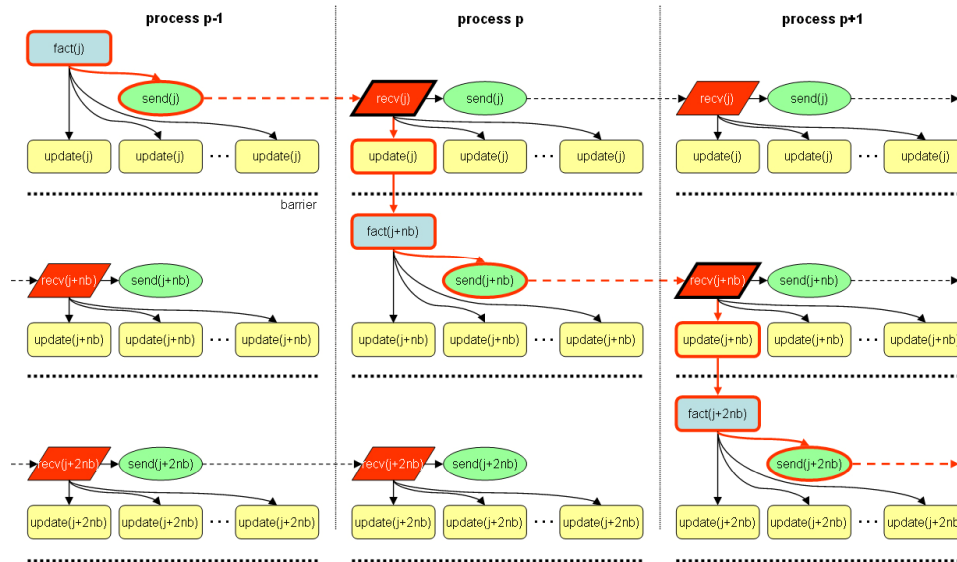 process p-1
process p
process p+1
fact(j)
send(j)
recv(j)
send(j)
recv(j)
send(j)
update(j)
update(j)
...
update(j)
update(j)
update(j)
...
update(j)
update(j)
update(j)
...
update(j)
barrier
fact(j+nb)
recv(j+nb)
send(j+nb)
send(j+nb)
recv(j+nb)
send(j+nb)
update(j+nb)
update(j+nb)
...
update(j+nb)
update(j+nb)
update(j+nb)
...
update(j+nb)
update(j+nb)
update(j+nb)
...
update(j+nb)
fact(j+2nb)
recv(j+2nb)
send(j+2nb)
recv(j+2nb)
send(j+2nb)
send(j+2nb)
update(j+2nb)
update(j+2nb)
...
update(j+2nb)
update(j+2nb)
update(j+2nb)
...
update(j+2nb)
update(j+2nb)
update(j+2nb)
...
update(j+2nb)